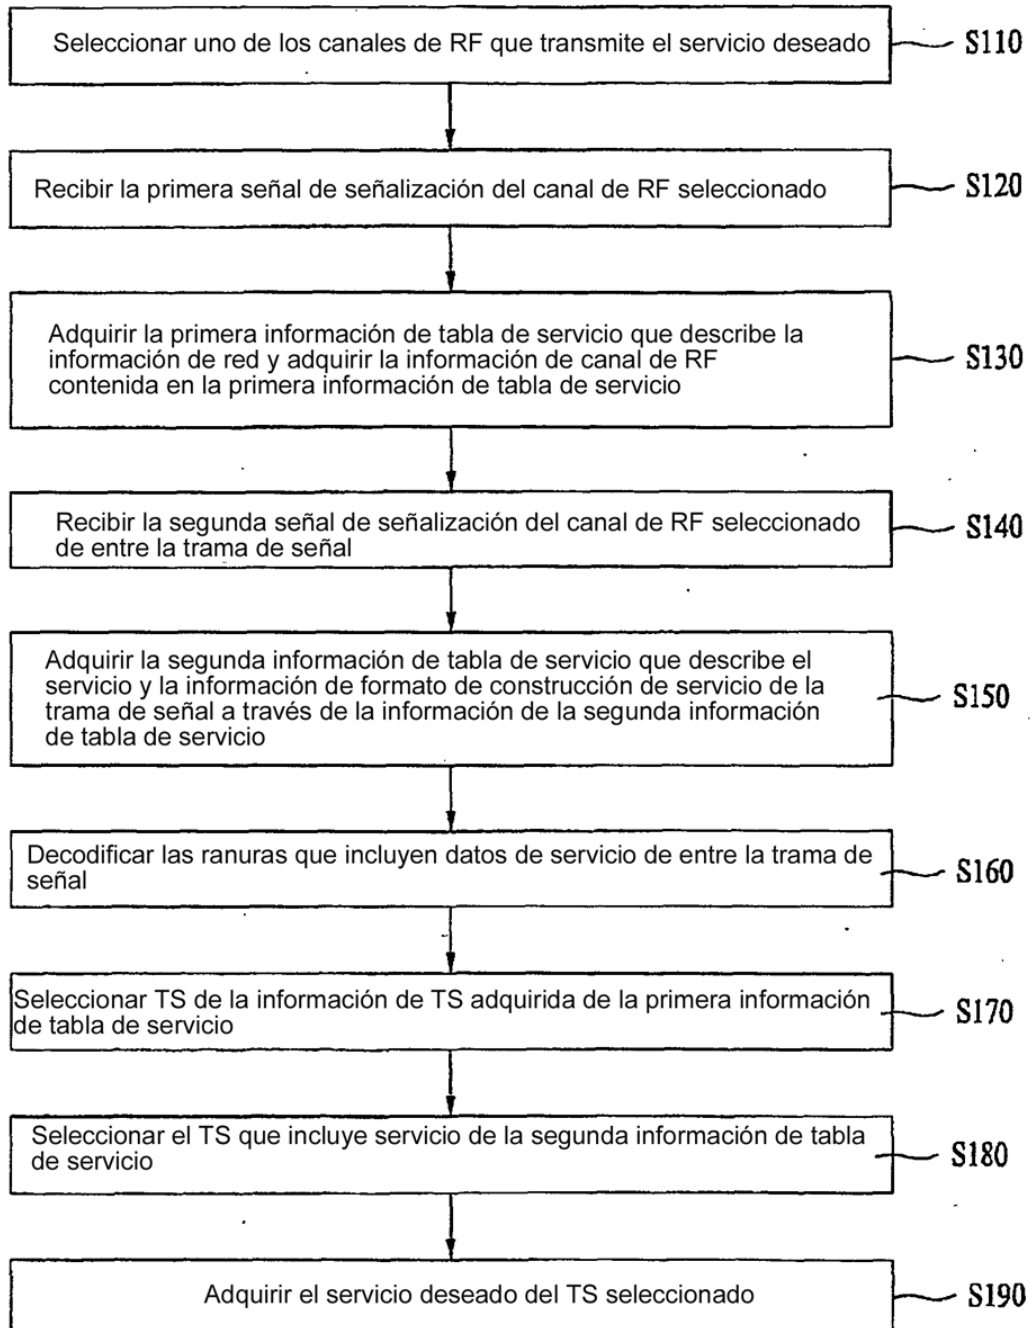 Seleccionar uno de los canales de RF que transmite el servicio deseado
S110
Recibir la primera señal de señalización del canal de RF seleccionado
S120
Adquirir la primera información de tabla de servicio que describe la
información de red y adquirir la información de canal de RF
contenida en la primera información de tabla de servicio
S130
Recibir la segunda señal de señalización del canal de RF seleccionado
de entre la trama de señal
S140
Adquirir la segunda información de tabla de servicio que describe el
servicio y la información de formato de construcción de servicio de la
trama de señal a través de la información de la segunda información
de tabla de servicio
S150
Decodificar las ranuras que incluyen datos de servicio de entre la trama de
señal
S160
Seleccionar TS de la información de TS adquirida de la primera información
de tabla de servicio
S170
Seleccionar el TS que incluye servicio de la segunda información de tabla
de servicio
S180
Adquirir el servicio deseado del TS seleccionado
S190